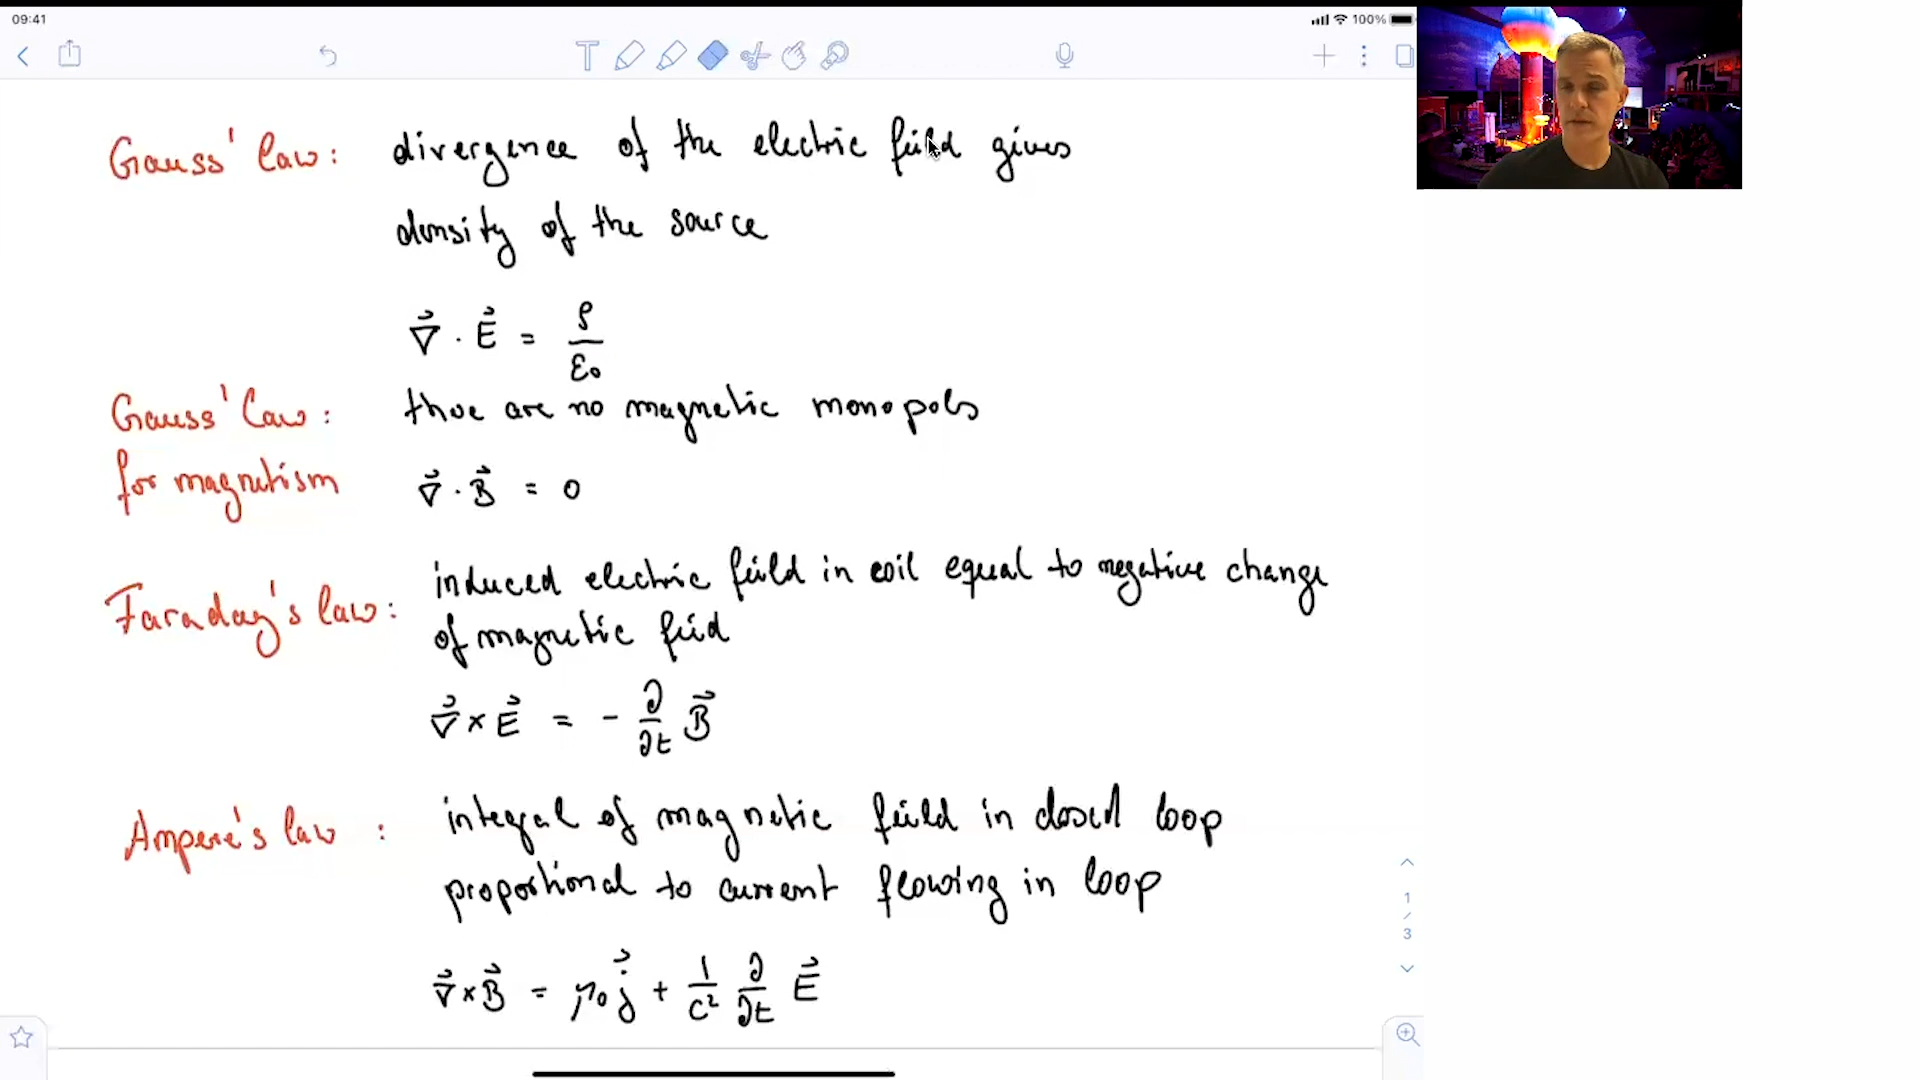 09:41
100%
Gauss' law: divergence of the electric field gives
density of the source
∇⃗ · E⃗ = ρ/ε₀
Gauss' Law: there are no magnetic monopols
for magnetism
∇⃗ · B⃗ = 0
Faraday's law: induced electric field in coil equal to negative change
of magnetic field
∇⃗ × E⃗ = - ∂/∂t B⃗
Ampere's law: integral of magnetic field in closed loop
proportional to current flowing in loop
∇⃗ × B⃗ = μ₀ j⃗ + 1/c² ∂/∂t E⃗
1
/
3